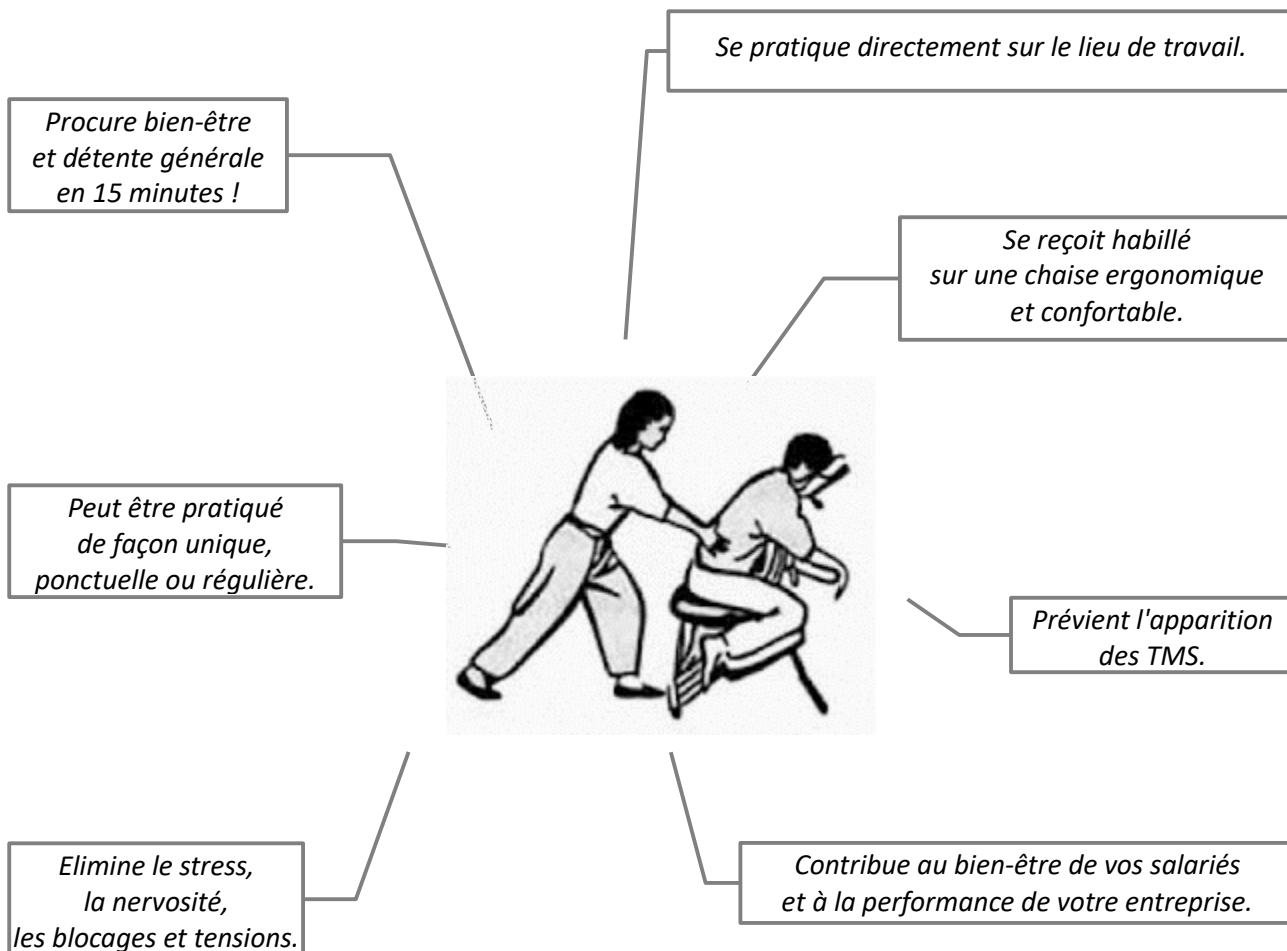 Se pratique directement sur le lieu de travail.
Procure bien-être
et détente générale
en 15 minutes !
Se reçoit habillé
sur une chaise ergonomique
et confortable.
Peut être pratiqué
de façon unique,
ponctuelle ou régulière.
Prévient l'apparition
des TMS.
Elimine le stress,
la nervosité,
les blocages et tensions.
Contribue au bien-être de vos salariés
et à la performance de votre entreprise.